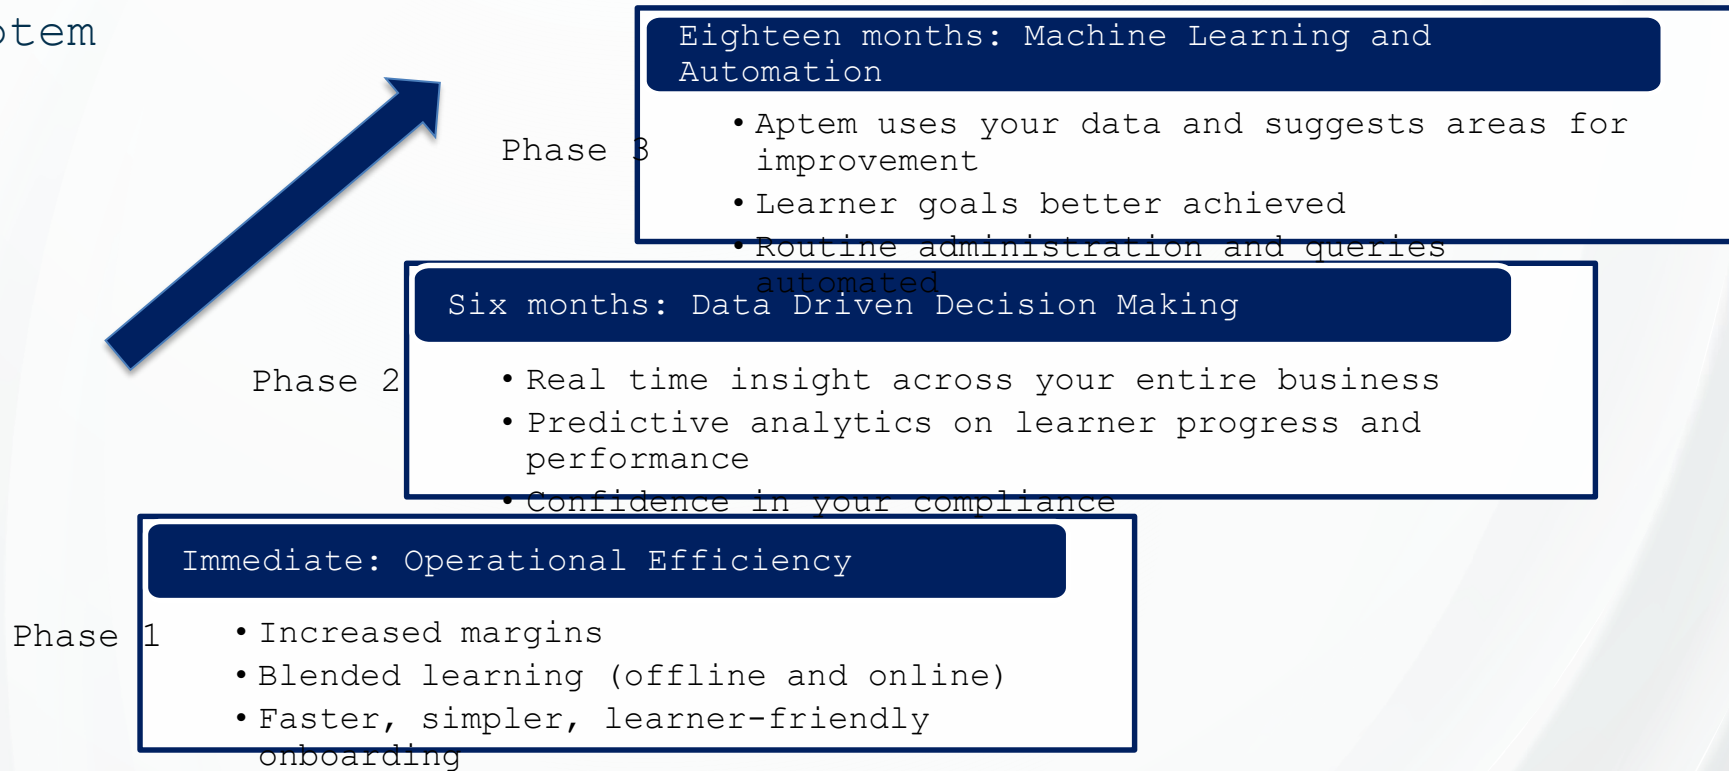 Eighteen months: Machine Learning and
Automation
Phase 3
• Aptem uses your data and suggests areas for
improvement
• Learner goals better achieved
• Routine administration and queries
automated
Six months: Data Driven Decision Making
Phase 2
• Real time insight across your entire business
• Predictive analytics on learner progress and
performance
• Confidence in your compliance
Immediate: Operational Efficiency
Phase 1
• Increased margins
• Blended learning (offline and online)
• Faster, simpler, learner-friendly
onboarding